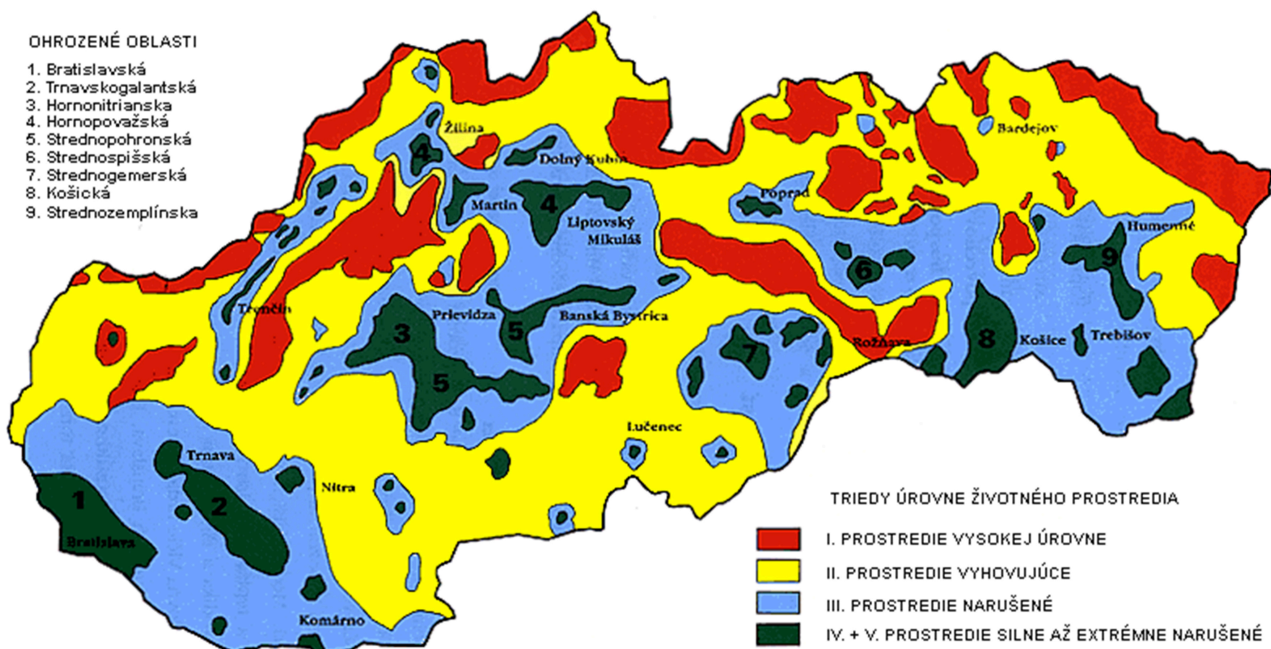 OHROZENÉ OBLASTI
1. Bratislavská
2. Trnavskogalantská
3. Hornonitrianska
4. Hornopovažská
5. Strednopohronská
6. Strednospišská
7. Strednogemerská
8. Košická
9. Strednozemplínska
Žilina
4
Dolný Kubín
Bardejov
Poprad
Martin
4
Liptovský
Mikuláš
Humenné
9
6
Trenčín
3
Prievidza
5
Banská Bystrica
7
Rožňava
8
Košice
Trebišov
5
Lučenec
Trnava
Nitra
1
2
Bratislava
Komárno
TRIEDY ÚROVNE ŽIVOTNÉHO PROSTREDIA
I. PROSTREDIE VYSOKEJ ÚROVNE
II. PROSTREDIE VYHOVUJÚCE
III. PROSTREDIE NARUŠENÉ
IV. + V. PROSTREDIE SILNE AŽ EXTRÉMNE NARUŠENÉ